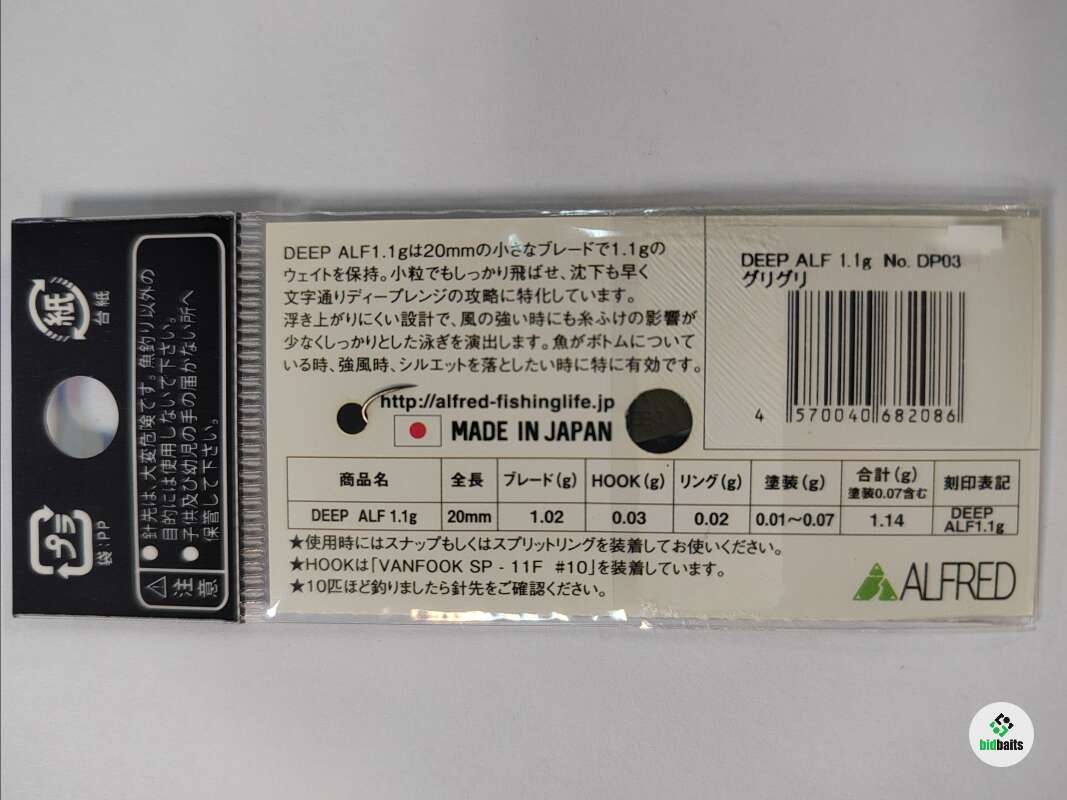 DEEP ALF1.1gは20mmの小さなブレードで1.1gの
ウェイトを保持。小粒でもしっかり飛ばせ、沈下も早く
文字通りディープレンジの攻略に特化しています。
浮き上がりにくい設計で、風の強い時にも糸ふけの影響が
少なくしっかりとした泳ぎを演出します。魚がボトムについて
いる時、強風時、シルエットを落としたい時に特に有効です。
http://alfred-fishinglife.jp
MADE IN JAPAN
DEEP ALF 1.1g No. DP03
グリグリ
4 570040 682086
商品名 全長 ブレード(g) HOOK(g) リング(g) 塗装(g) 合計(g) 塗装0.07含む 刻印表記
DEEP ALF 1.1g 20mm 1.02 0.03 0.02 0.01〜0.07 1.14 DEEP ALF1.1g
★使用時にはスナップもしくはスプリットリングを装着してお使いください。
★HOOKは「VANFOOK SP - 11F #10」を装着しています。
★10匹ほど釣りましたら針先をご確認ください。
ALFRED
紙
台紙
プラ
袋:PP
⚠注意
●針先は、大変危険です。魚釣り以外の
目的には使用しないで下さい。
●子供及び幼児の手の届かない所へ
保管して下さい。
bidbaits